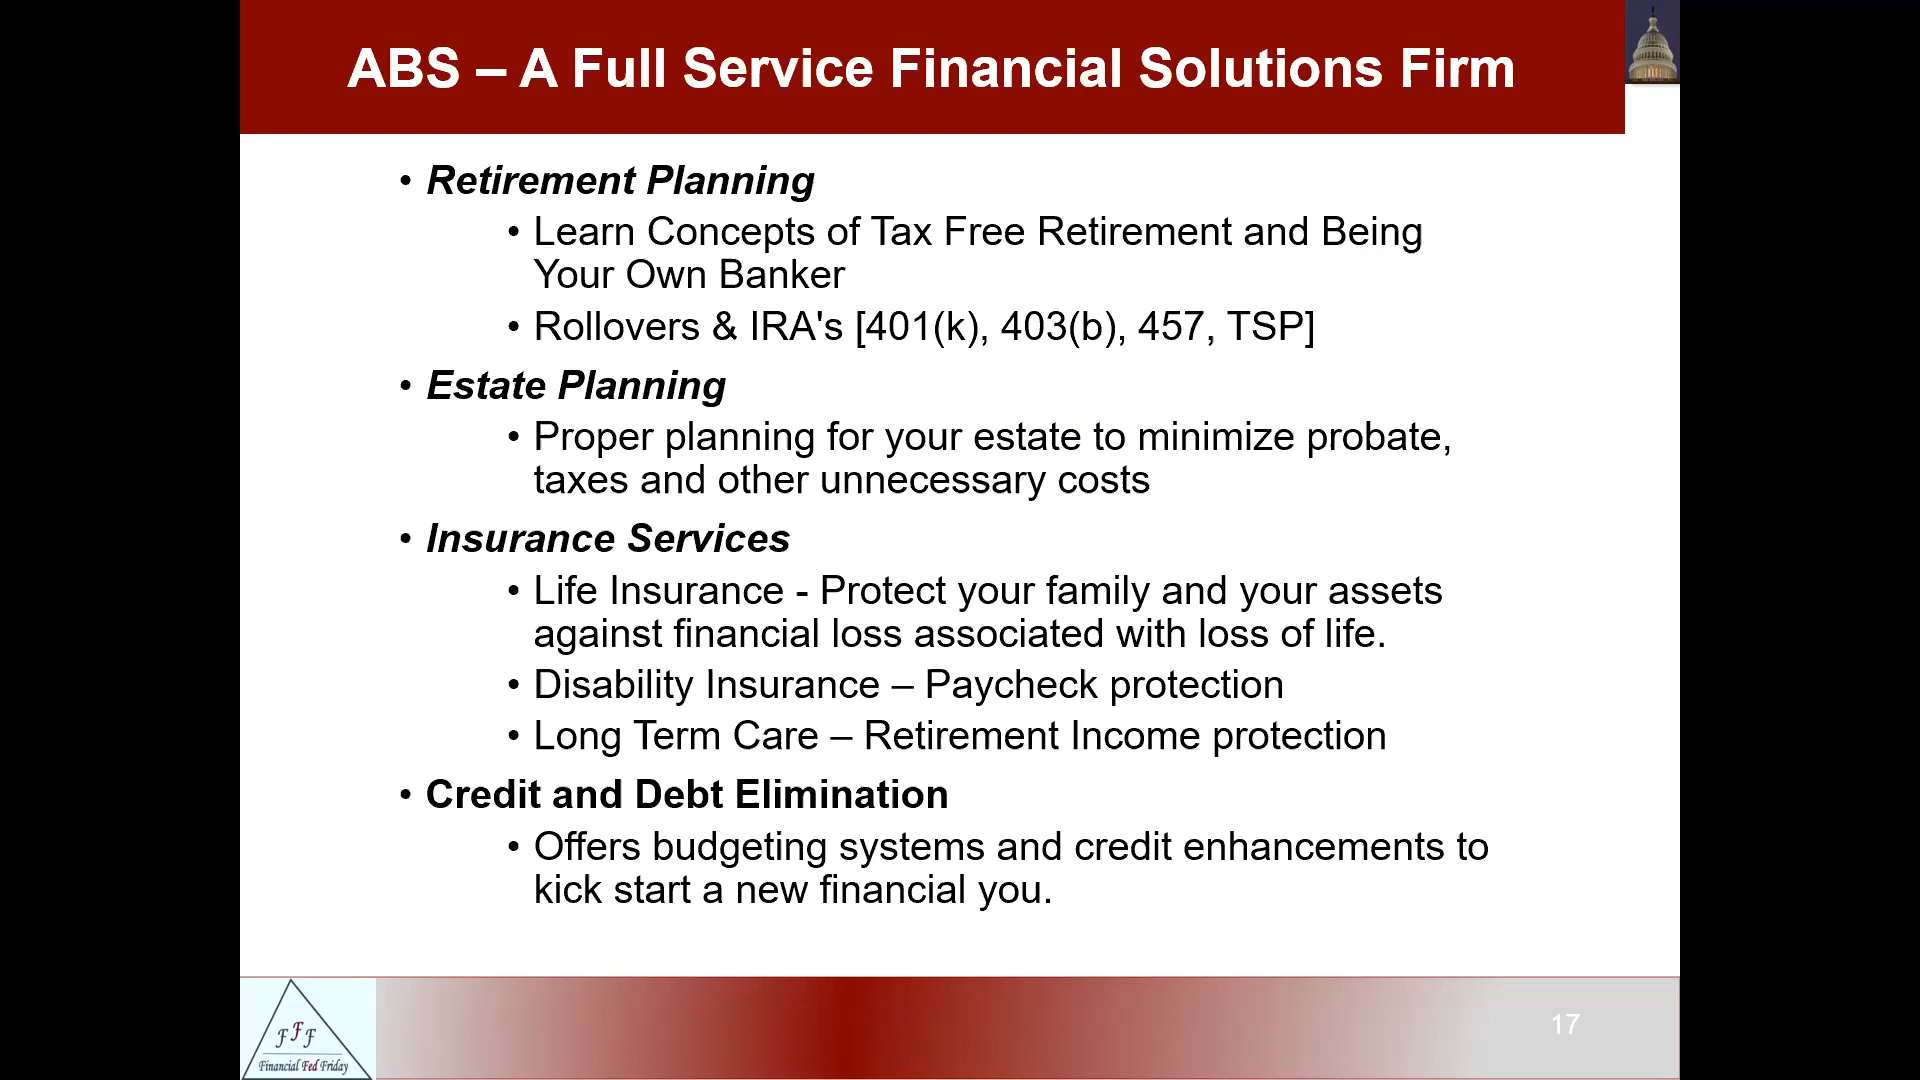 ABS – A Full Service Financial Solutions Firm
• Retirement Planning
• Learn Concepts of Tax Free Retirement and Being
Your Own Banker
• Rollovers & IRA's [401(k), 403(b), 457, TSP]
• Estate Planning
• Proper planning for your estate to minimize probate,
taxes and other unnecessary costs
• Insurance Services
• Life Insurance - Protect your family and your assets
against financial loss associated with loss of life.
• Disability Insurance – Paycheck protection
• Long Term Care – Retirement Income protection
• Credit and Debt Elimination
• Offers budgeting systems and credit enhancements to
kick start a new financial you.
FFF
Financial Fed Friday
17